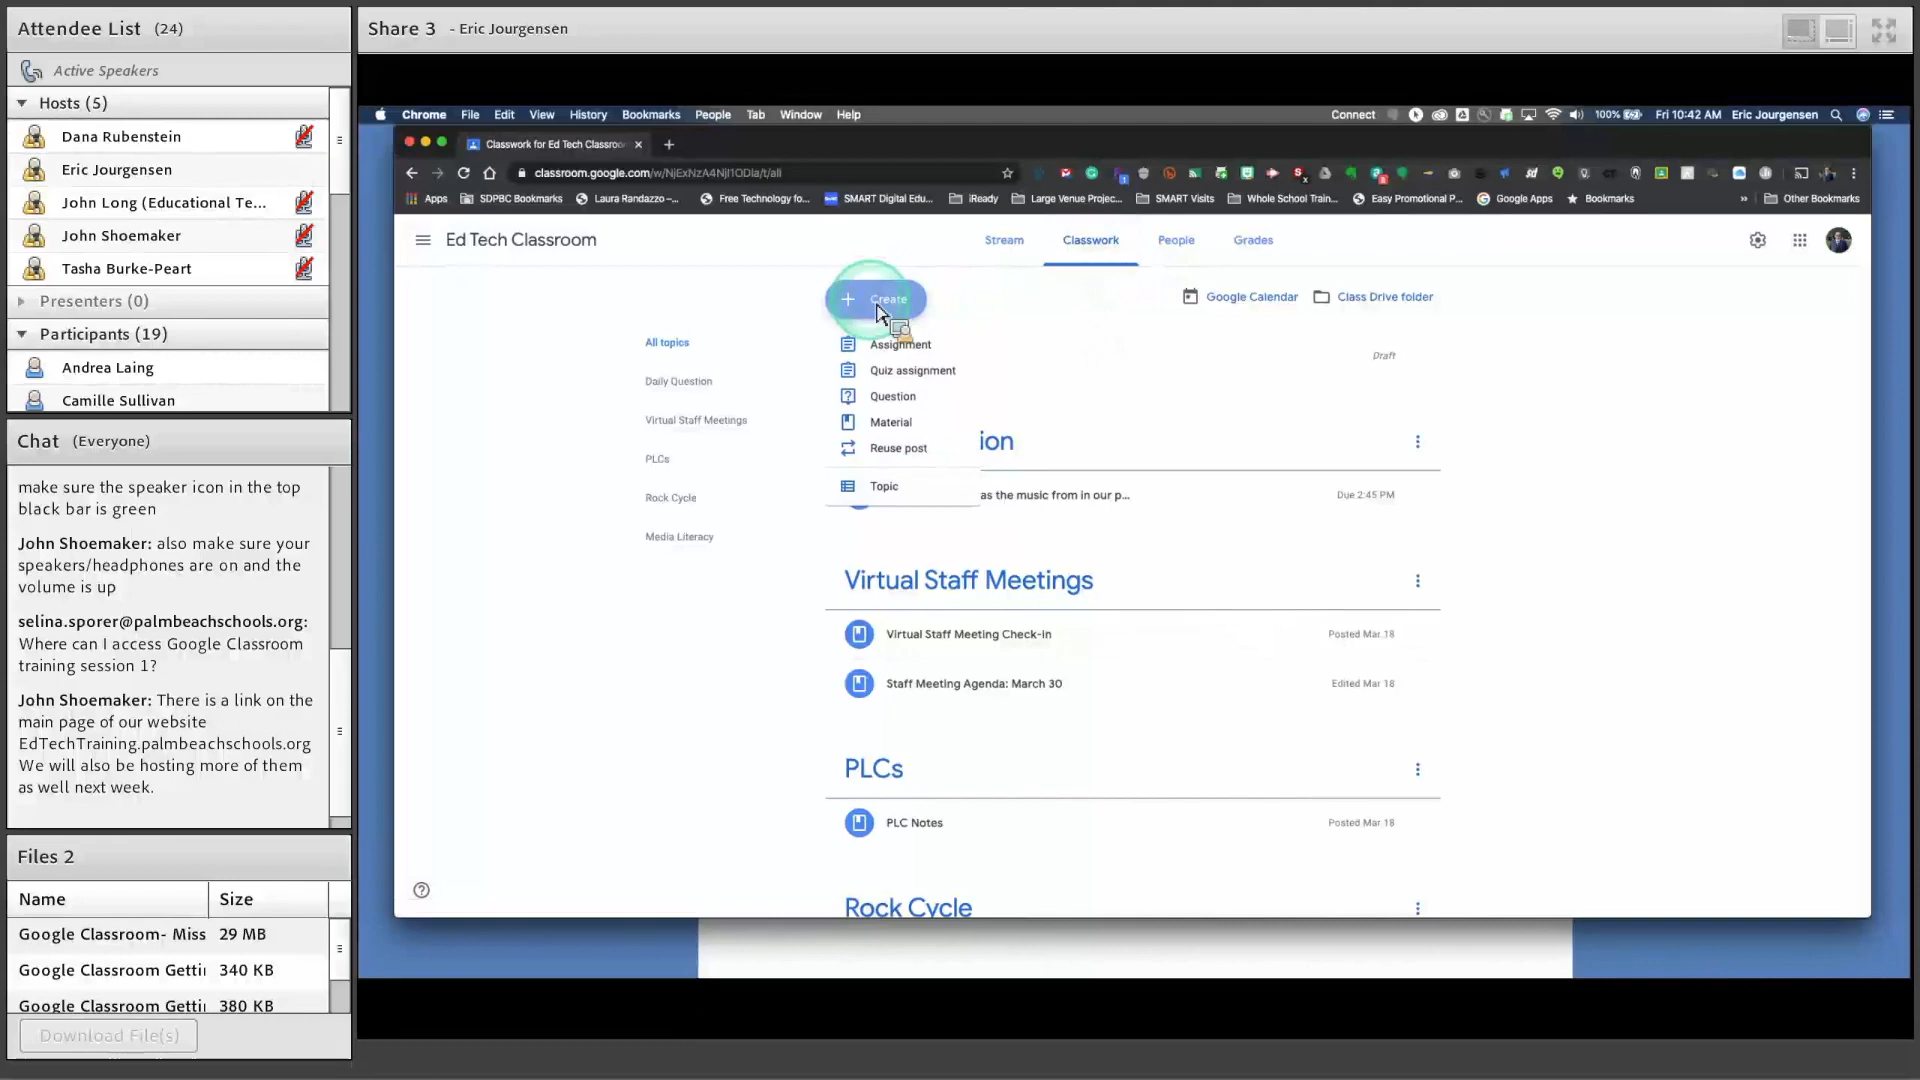 Attendee List (24)
Active Speakers
Hosts (5)
Dana Rubenstein
Eric Jourgensen
John Long (Educational Te...
John Shoemaker
Tasha Burke-Peart
Presenters (0)
Participants (19)
Andrea Laing
Camille Sullivan
Chat (Everyone)
make sure the speaker icon in the top
black bar is green
John Shoemaker: also make sure your
speakers/headphones are on and the
volume is up
selina.sporer@palmbeachschools.org:
Where can I access Google Classroom
training session 1?
John Shoemaker: There is a link on the
main page of our website
EdTechTraining.palmbeachschools.org
We will also be hosting more of them
as well next week.
Files 2
Name Size
Google Classroom- Miss 29 MB
Google Classroom Getti 340 KB
Google Classroom Getti 380 KB
Download File(s)
Share 3 - Eric Jourgensen
Chrome File Edit View History Bookmarks People Tab Window Help
Connect 100% Fri 10:42 AM Eric Jourgensen
Classwork for Ed Tech Classroo
classroom.google.com/w/NjExNzA4NjI1ODla/t/all
Apps SDPBC Bookmarks Laura Randazzo –... Free Technology fo... SMART Digital Edu... iReady Large Venue Projec... SMART Visits Whole School Train... Easy Promotional P... Google Apps Bookmarks » Other Bookmarks
Ed Tech Classroom
Stream Classwork People Grades
Create
Google Calendar Class Drive folder
All topics
Daily Question
Virtual Staff Meetings
PLCs
Rock Cycle
Media Literacy
Assignment
Quiz assignment
Question
Material
Reuse post
Topic
Draft
ion
as the music from in our p... Due 2:45 PM
Virtual Staff Meetings
Virtual Staff Meeting Check-in Posted Mar 18
Staff Meeting Agenda: March 30 Edited Mar 18
PLCs
PLC Notes Posted Mar 18
Rock Cycle